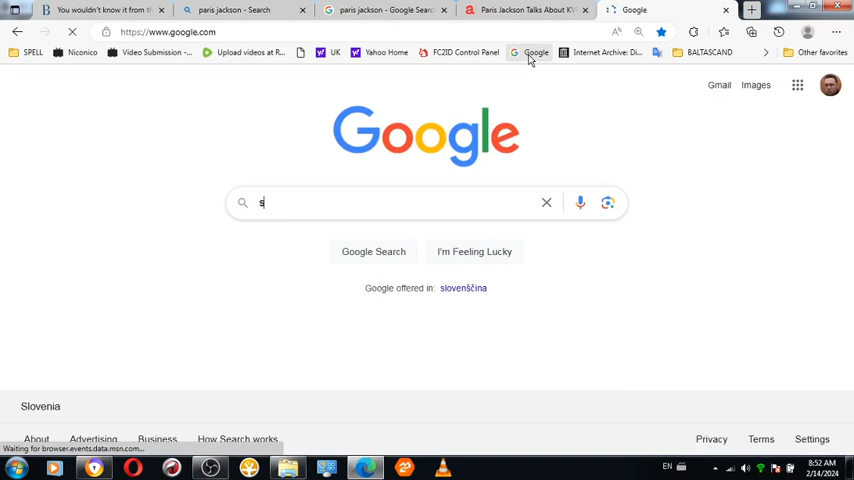 You wouldn't know it from th
paris jackson - Search
paris jackson - Google Searc
Paris Jackson Talks About KV
Google
https://www.google.com
SPELL
Niconico
Video Submission -...
Upload videos at R...
UK
Yahoo Home
FC2ID Control Panel
Google
Internet Archive: Di...
BALTASCAND
Other favorites
Gmail
Images
Google
s
Google Search
I'm Feeling Lucky
Google offered in: slovenščina
Slovenia
About
Advertising
Business
How Search works
Privacy
Terms
Settings
Waiting for browser.events.data.msn.com...
EN
8:52 AM
2/14/2024